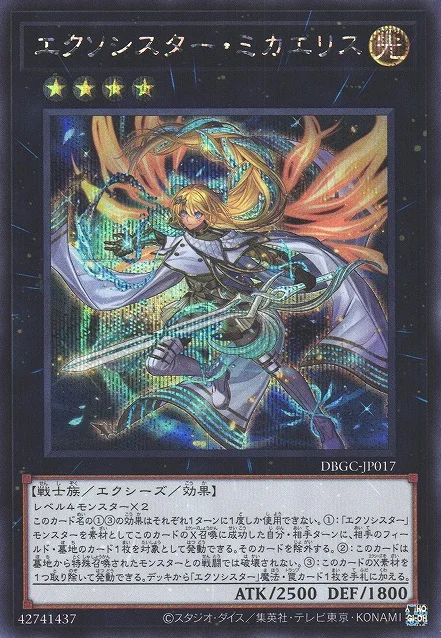 エクソシスター・ミカエリス
光
DBGC-JP017
【戦士族／エクシーズ／効果】
レベル４モンスター×２
このカード名の①③の効果はそれぞれ１ターンに１度しか使用できない。①：「エクソシスター」
モンスターを素材としてこのカードのX召喚に成功した自分・相手ターンに、相手のフィー
ルド・墓地のカード１枚を対象として発動できる。そのカードを除外する。②：このカード
は墓地から特殊召喚されたモンスターとの戦闘では破壊されない。③：このカードのX素材を
１つ取り除いて発動できる。デッキから「エクソシスター」魔法・罠カード１枚を手札に加える。
ATK/2500 DEF/1800
42741437
©スタジオ・ダイス／集英社・テレビ東京・KONAMI